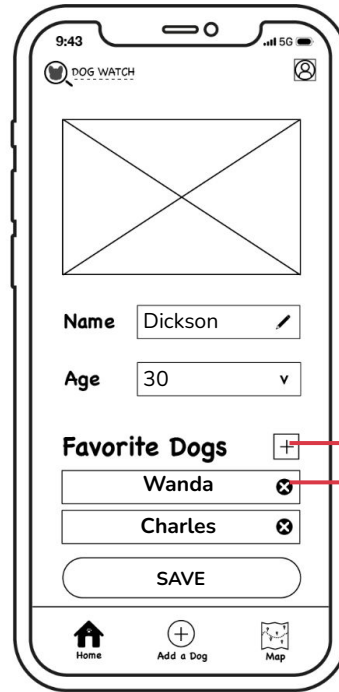 9:43 5G
DOG WATCH
Name Dickson
Age 30
Favorite Dogs
Wanda
Charles
SAVE
Home Add a Dog Map